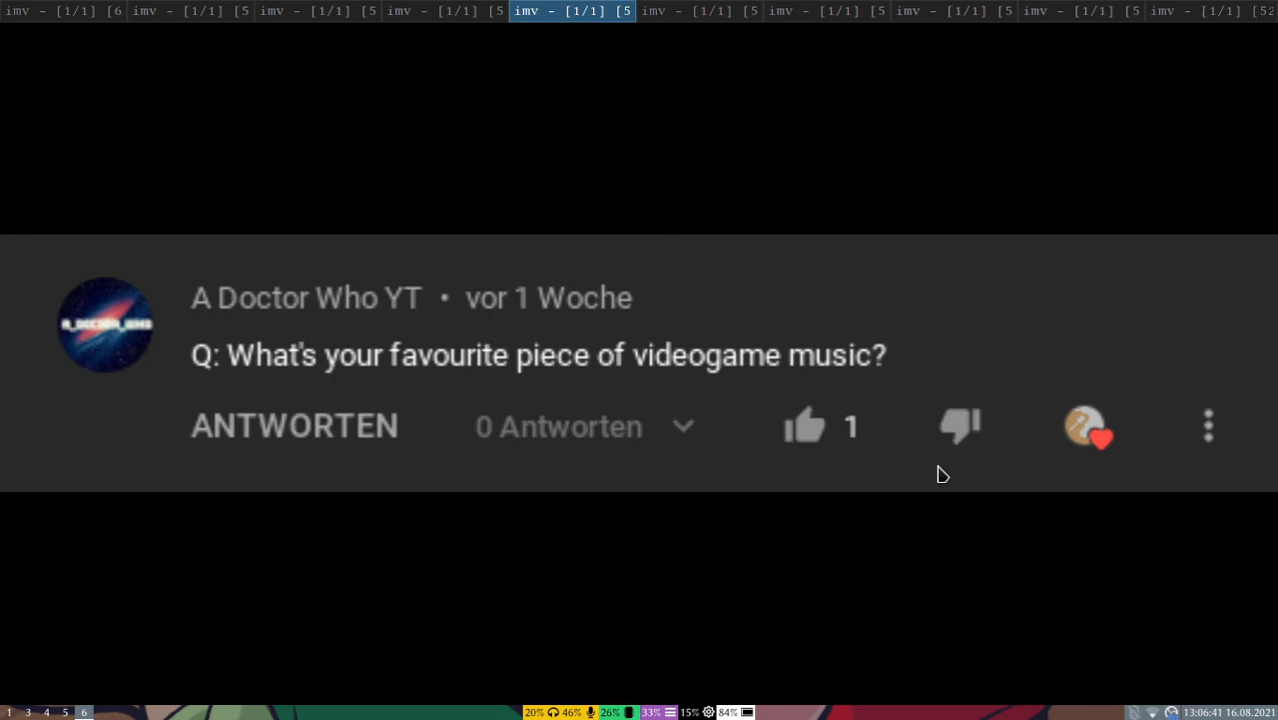 imv - [1/1] [6 imv - [1/1] [5 imv - [1/1] [5 imv - [1/1] [5 imv - [1/1] [5 imv - [1/1] [5 imv - [1/1] [5 imv - [1/1] [5 imv - [1/1] [5 imv - [1/1] [52
A Doctor Who YT • vor 1 Woche
A_DOCTOR_WHO
Q: What's your favourite piece of videogame music?
ANTWORTEN 0 Antworten 1
1 3 4 5 6 20% 46% 26% 33% 15% 84% 13:06:41 16.08.2021